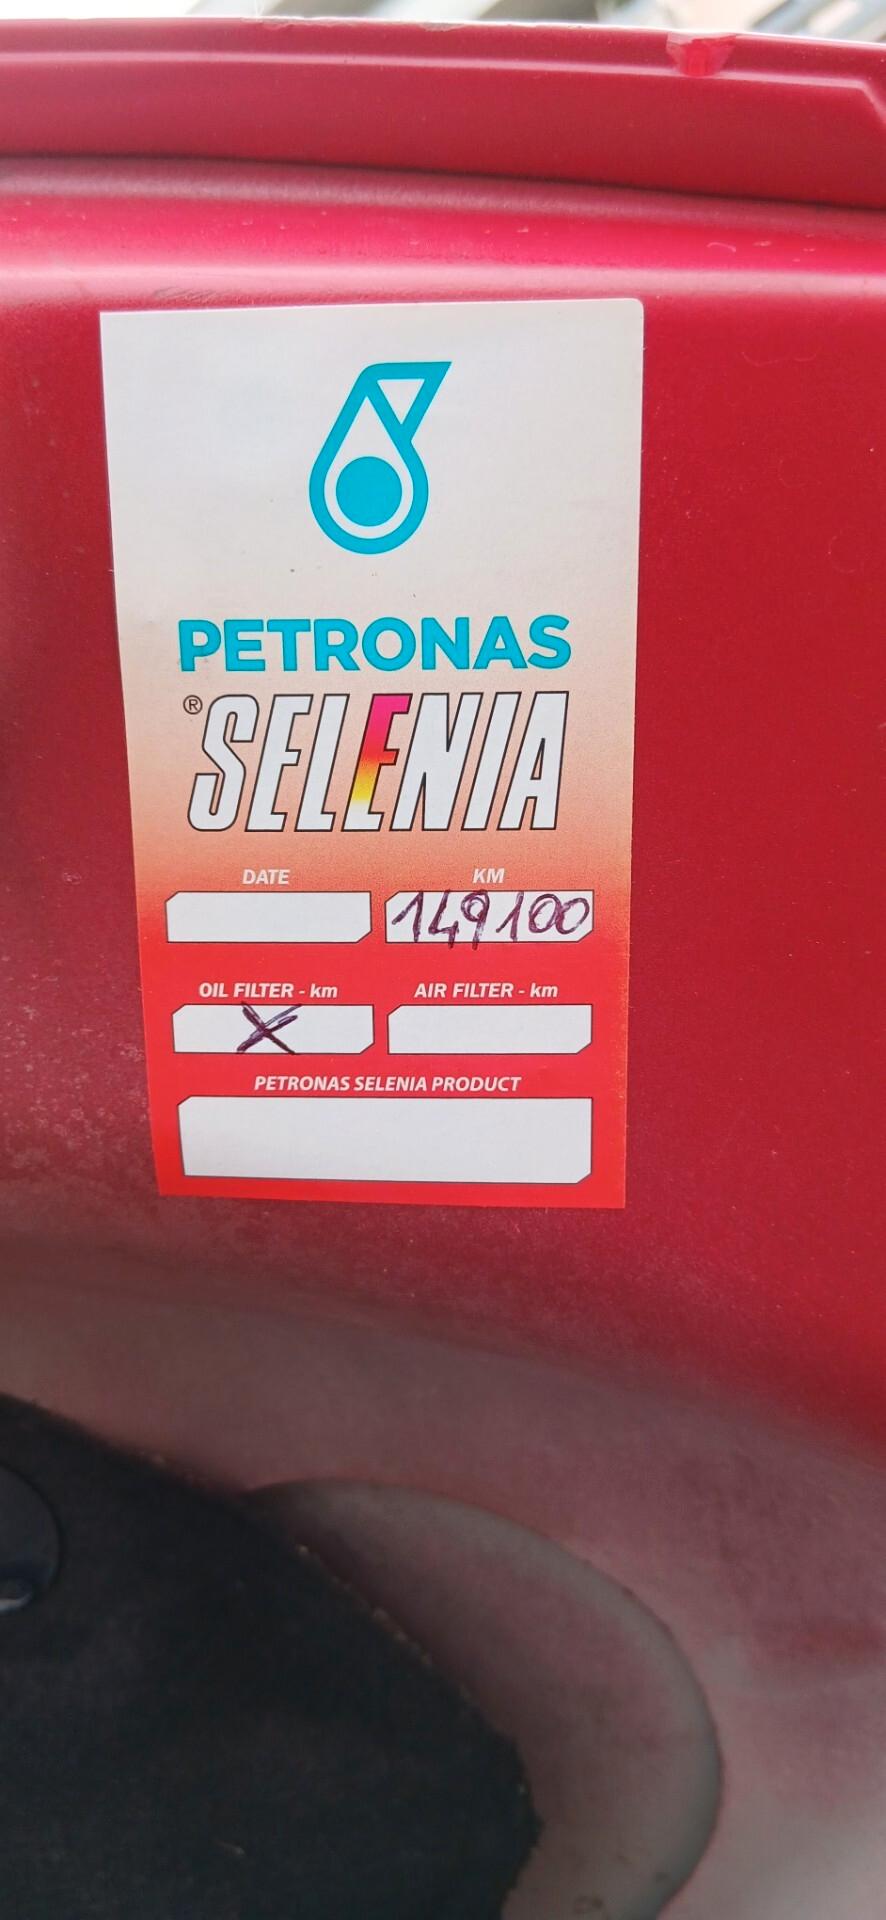 PETRONAS
® SELENIA
DATE KM
149100
OIL FILTER - km AIR FILTER - km
X
PETRONAS SELENIA PRODUCT